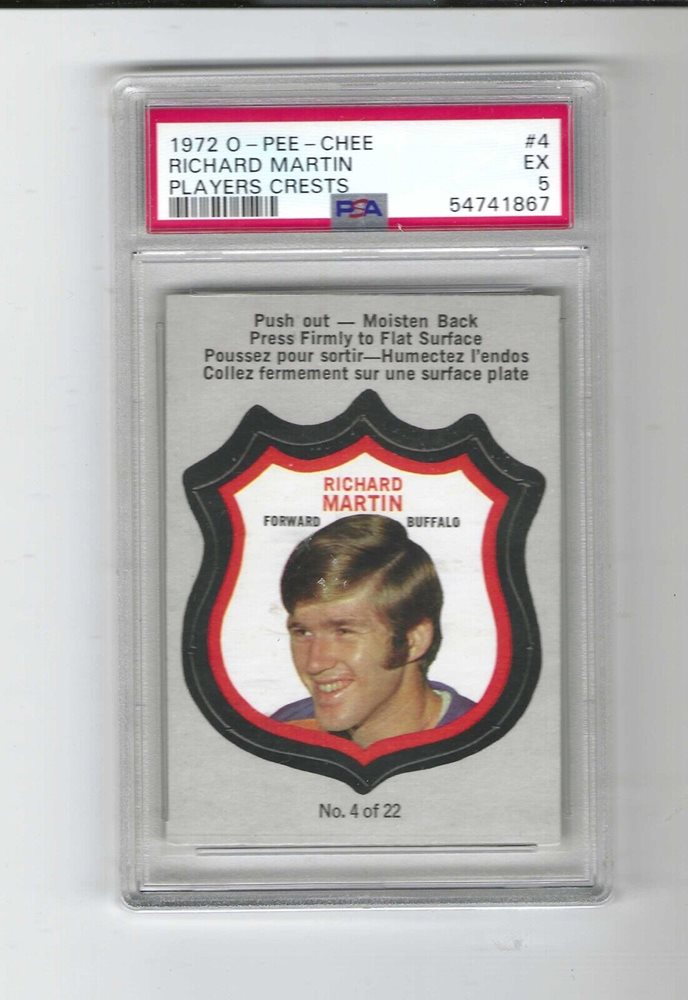 1972 O-PEE-CHEE #4
RICHARD MARTIN EX
PLAYERS CRESTS 5
PSA 54741867
Push out — Moisten Back
Press Firmly to Flat Surface
Poussez pour sortir—Humectez l'endos
Collez fermement sur une surface plate
RICHARD
MARTIN
FORWARD BUFFALO
No. 4 of 22